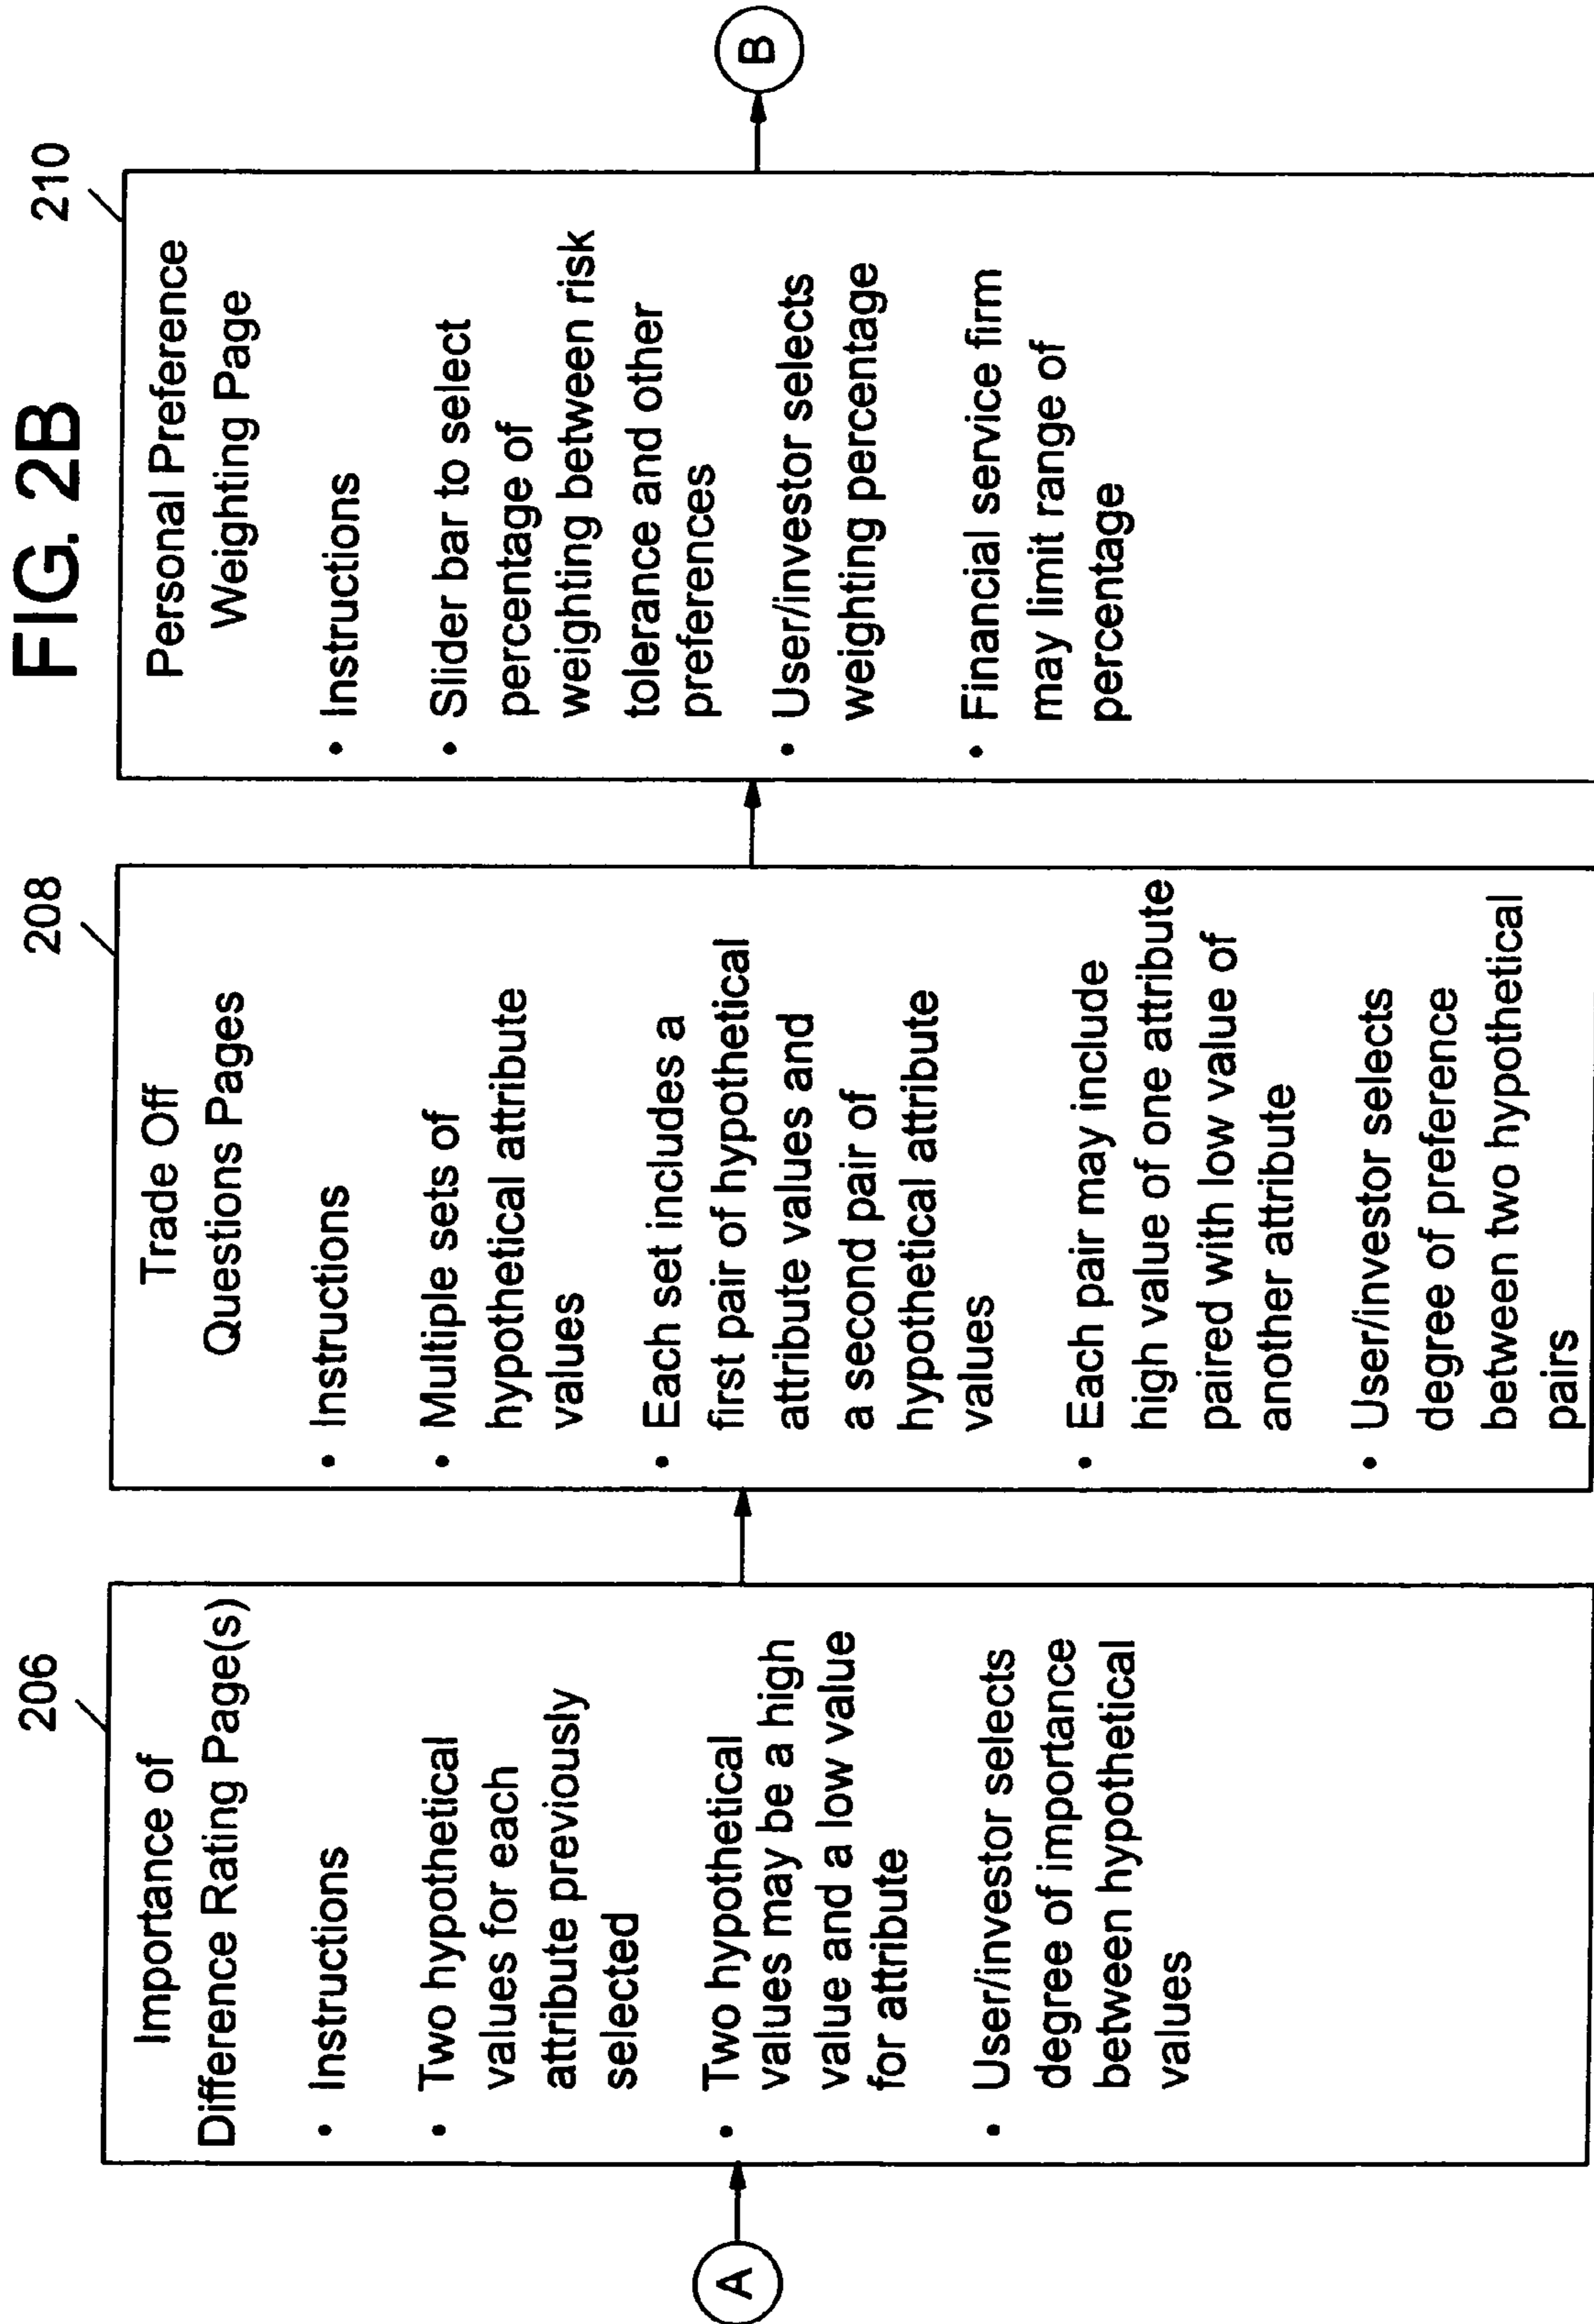 FIG. 2B
A
206
Importance of
Difference Rating Page(s)
• Instructions
• Two hypothetical
values for each
attribute previously
selected
• Two hypothetical
values may be a high
value and a low value
for attribute
• User/investor selects
degree of importance
between hypothetical
values
208
Trade Off
Questions Pages
• Instructions
• Multiple sets of
hypothetical attribute
values
• Each set includes a
first pair of hypothetical
attribute values and
a second pair of
hypothetical attribute
values
• Each pair may include
high value of one attribute
paired with low value of
another attribute
• User/investor selects
degree of preference
between two hypothetical
pairs
210
Personal Preference
Weighting Page
• Instructions
• Slider bar to select
percentage of
weighting between risk
tolerance and other
preferences
• User/investor selects
weighting percentage
• Financial service firm
may limit range of
percentage
B